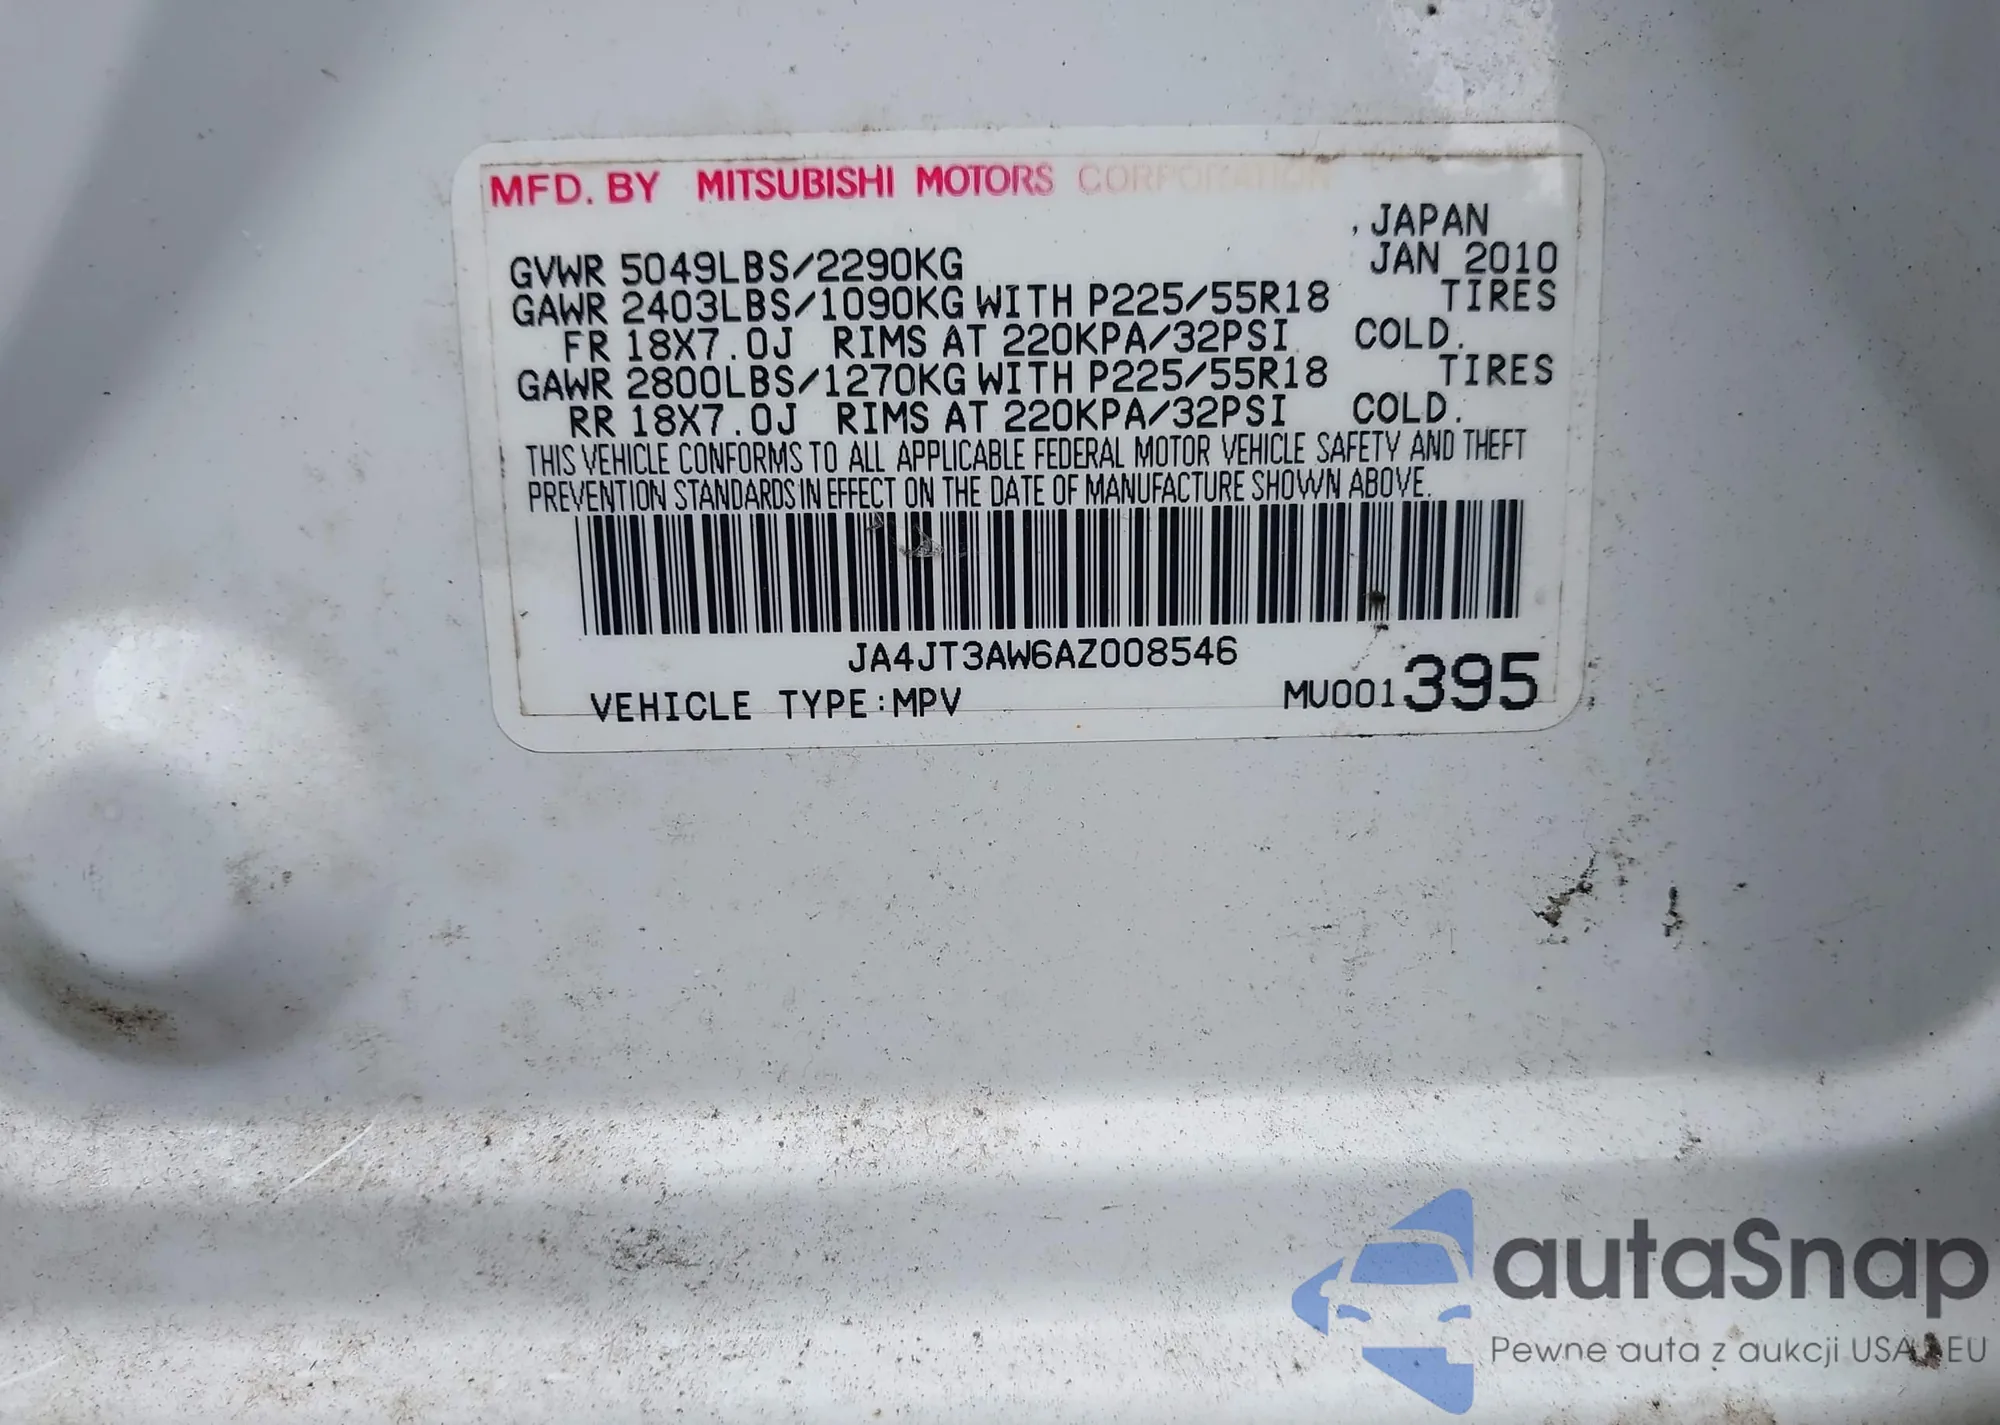 MFD. BY MITSUBISHI MOTORS CORPORATION
, JAPAN
GVWR 5049LBS/2290KG JAN 2010
GAWR 2403LBS/1090KG WITH P225/55R18 TIRES
FR 18X7.0J RIMS AT 220KPA/32PSI COLD.
GAWR 2800LBS/1270KG WITH P225/55R18 TIRES
RR 18X7.0J RIMS AT 220KPA/32PSI COLD.
THIS VEHICLE CONFORMS TO ALL APPLICABLE FEDERAL MOTOR VEHICLE SAFETY AND THEFT
PREVENTION STANDARDS IN EFFECT ON THE DATE OF MANUFACTURE SHOWN ABOVE.
JA4JT3AW6AZ008546
VEHICLE TYPE:MPV MU001395
autaSnap
Pewne auta z aukcji USA i EU